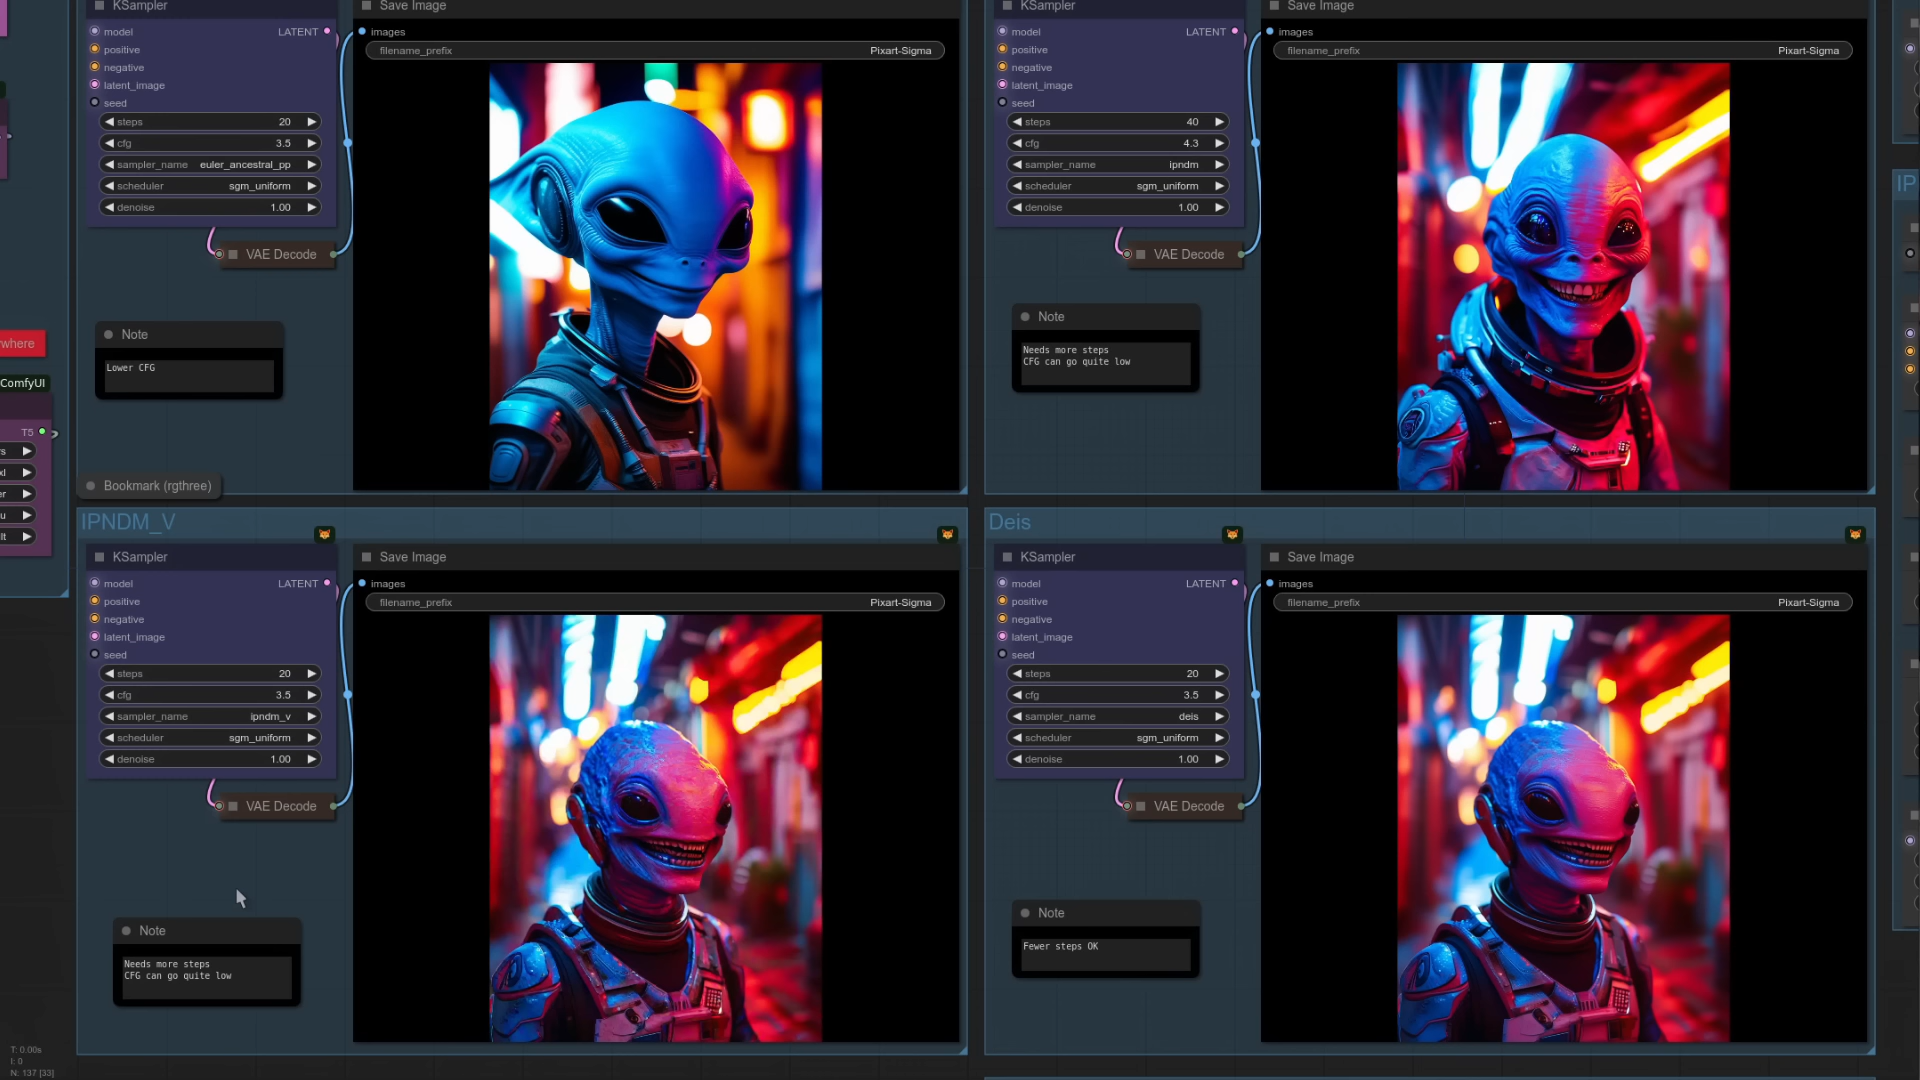 KSampler
model LATENT
positive
negative
latent_image
seed
steps 20
cfg 3.5
sampler_name euler_ancestral_pp
scheduler sgm_uniform
denoise 1.00
VAE Decode
Note
Lower CFG
Bookmark (rgthree)
Save Image
images
filename_prefix Pixart-Sigma
KSampler
model LATENT
positive
negative
latent_image
seed
steps 40
cfg 4.3
sampler_name ipndm
scheduler sgm_uniform
denoise 1.00
VAE Decode
Note
Needs more steps
CFG can go quite low
Save Image
images
filename_prefix Pixart-Sigma
IP
where
ComfyUI
T5
IPNDM_V
KSampler
model LATENT
positive
negative
latent_image
seed
steps 20
cfg 3.5
sampler_name ipndm_v
scheduler sgm_uniform
denoise 1.00
VAE Decode
Note
Needs more steps
CFG can go quite low
Save Image
images
filename_prefix Pixart-Sigma
Deis
KSampler
model LATENT
positive
negative
latent_image
seed
steps 20
cfg 3.5
sampler_name deis
scheduler sgm_uniform
denoise 1.00
VAE Decode
Note
Fewer steps OK
Save Image
images
filename_prefix Pixart-Sigma
T: 0.00s
I: 0
N: 137 [33]